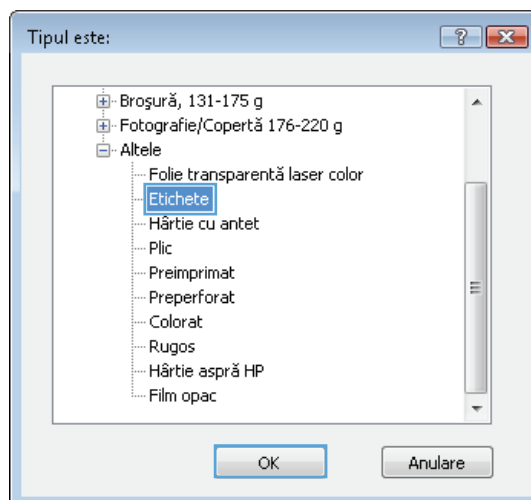 Tipul este:
Broşură, 131-175 g
Fotografie/Copertă 176-220 g
Altele
Folie transparentă laser color
Etichete
Hârtie cu antet
Plic
Preimprimat
Preperforat
Colorat
Rugos
Hârtie aspră HP
Film opac
OK
Anulare